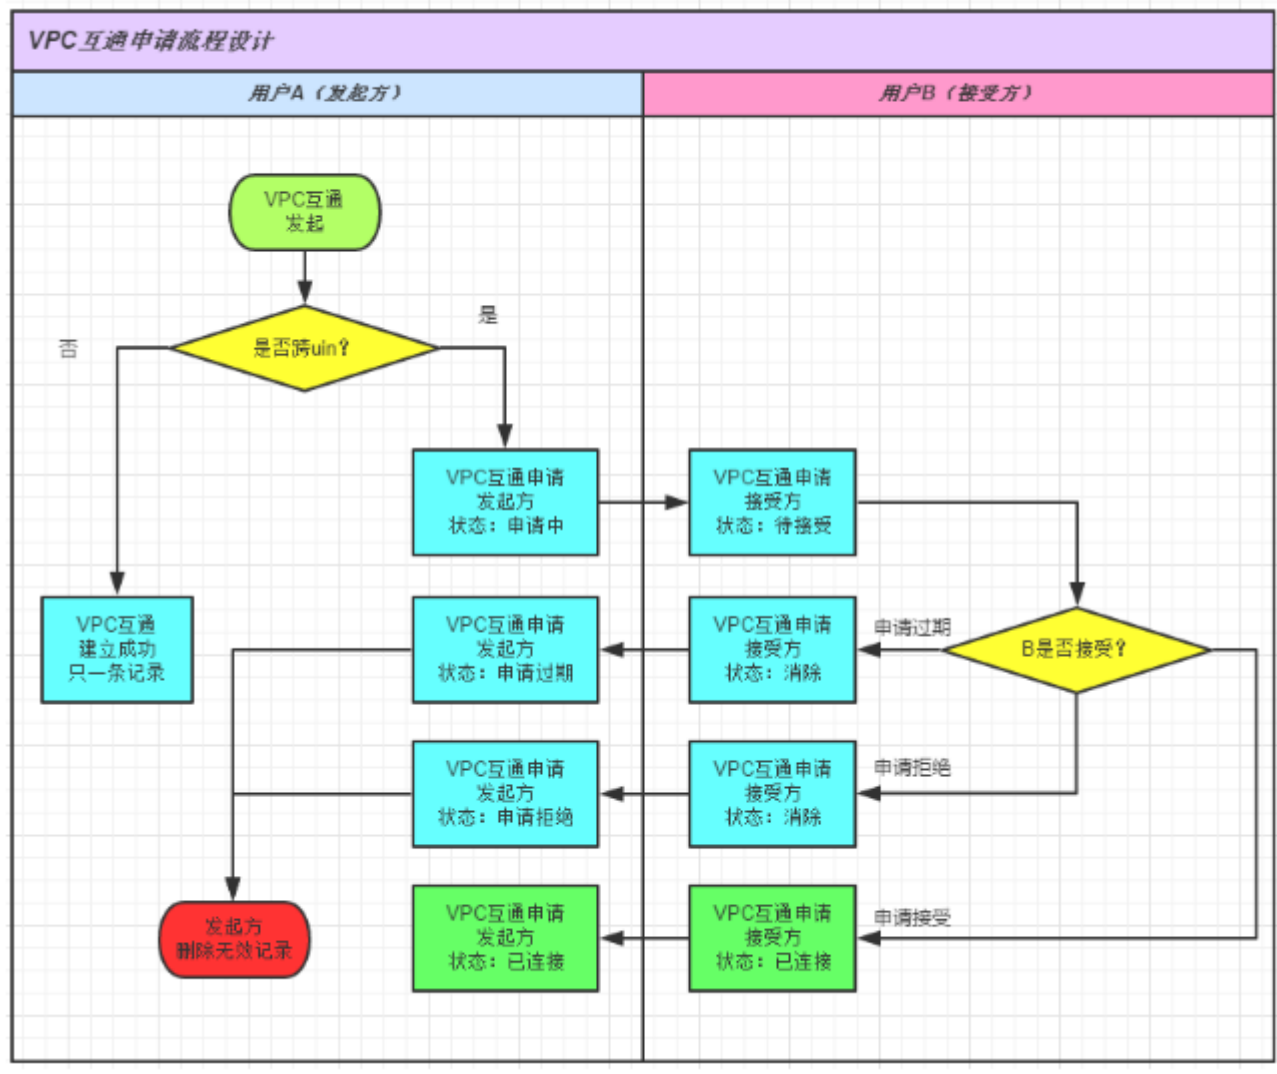 VPC互通申请流程设计
用户A（发起方）
用户B（接受方）
VPC互通
发起
是
否
是否跨uin？
VPC互通申请
发起方
状态：申请中
VPC互通申请
接受方
状态：待接受
VPC互通
建立成功
只一条记录
VPC互通申请
发起方
状态：申请过期
VPC互通申请
接受方
状态：消除
申请过期
B是否接受？
VPC互通申请
发起方
状态：申请拒绝
VPC互通申请
接受方
状态：消除
申请拒绝
发起方
删除无效记录
VPC互通申请
发起方
状态：已连接
VPC互通申请
接受方
状态：已连接
申请接受